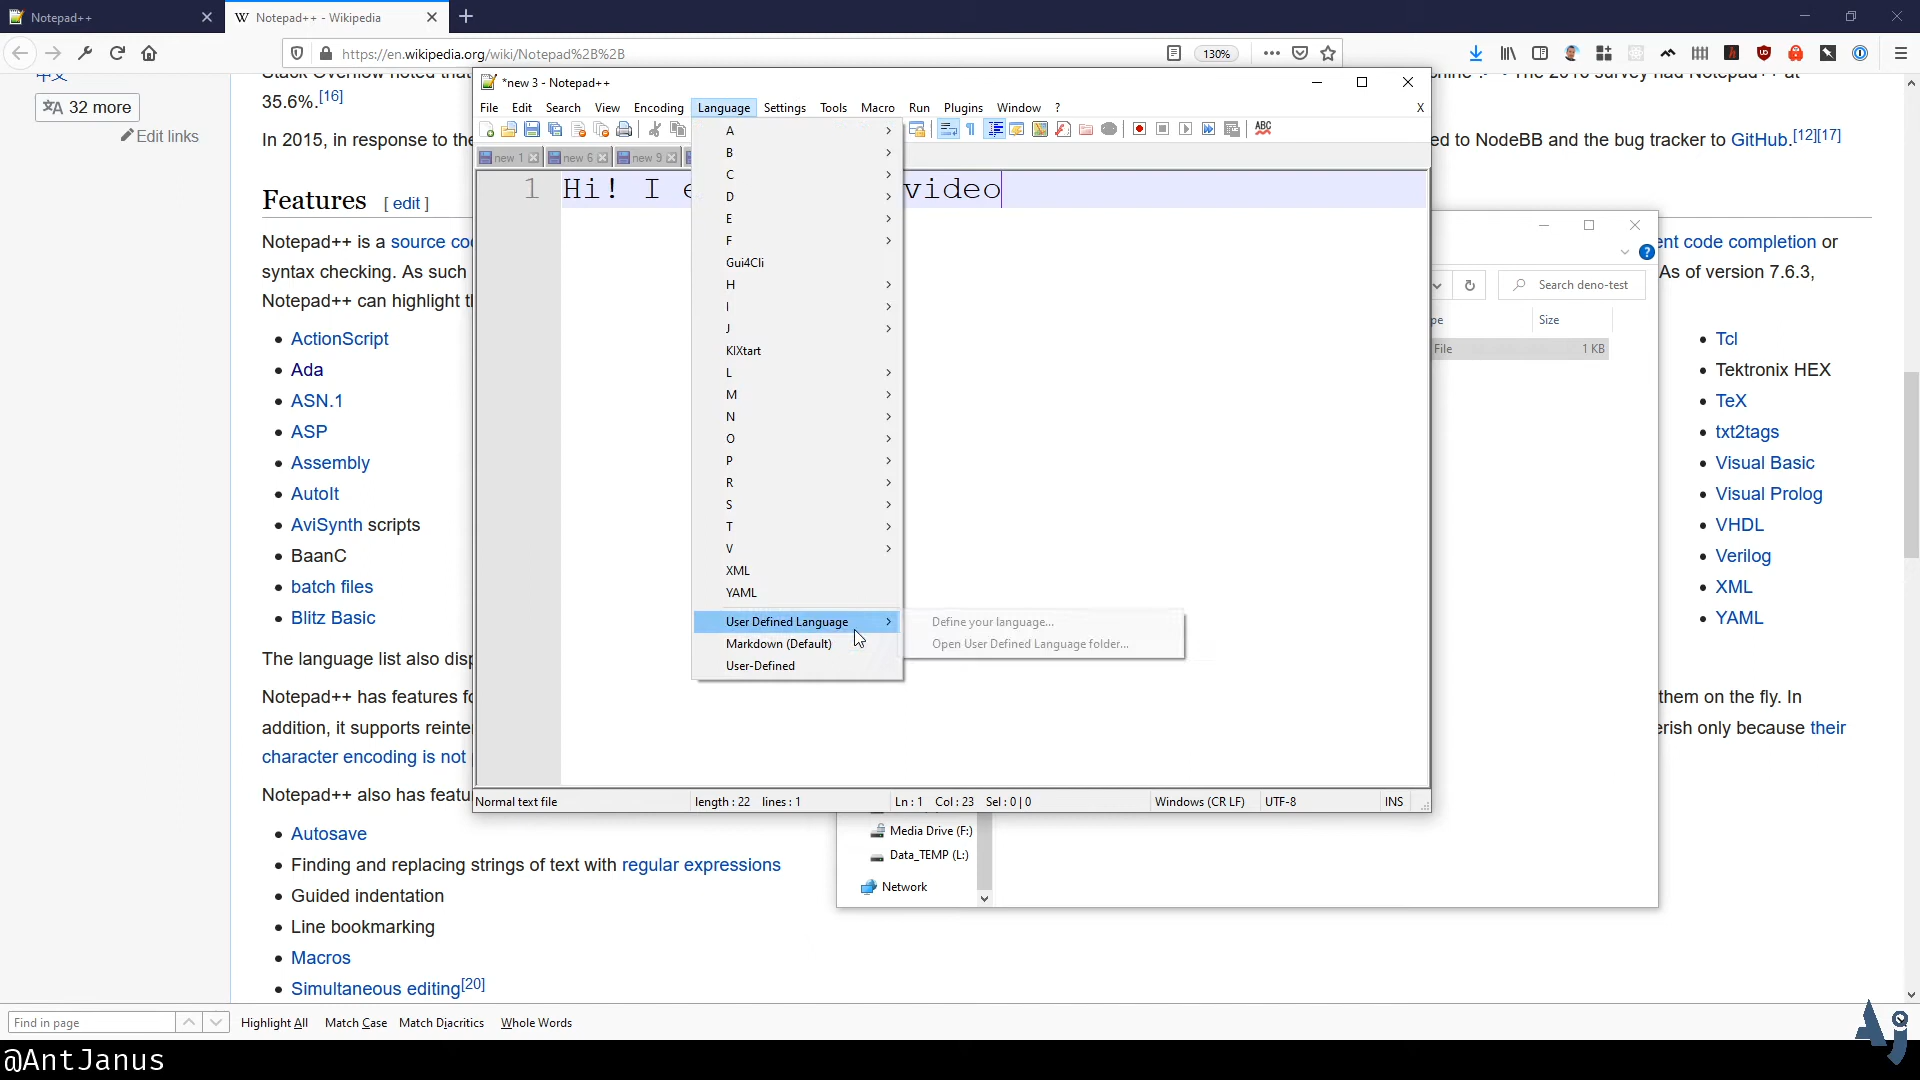 Notepad++
Notepad++ - Wikipedia
https://en.wikipedia.org/wiki/Notepad%2B%2B
130%
32 more
Edit links
35.6%.[16]
In 2015, in response to the
ed to NodeBB and the bug tracker to GitHub.[12][17]
Features [ edit ]
Notepad++ is a source co
ent code completion or
syntax checking. As such
As of version 7.6.3,
Notepad++ can highlight t
ActionScript
Ada
ASN.1
ASP
Assembly
AutoIt
AviSynth scripts
BaanC
batch files
Blitz Basic
Tcl
Tektronix HEX
TeX
txt2tags
Visual Basic
Visual Prolog
VHDL
Verilog
XML
YAML
The language list also disp
Notepad++ has features fo
them on the fly. In
addition, it supports reinte
erish only because their
character encoding is not
Notepad++ also has featu
Autosave
Finding and replacing strings of text with regular expressions
Guided indentation
Line bookmarking
Macros
Simultaneous editing[20]
*new 3 - Notepad++
File Edit Search View Encoding Language Settings Tools Macro Run Plugins Window ? X
ABC
new 1 new 6 new 9
1 Hi! I e video
A
B
C
D
E
F
Gui4Cli
H
I
J
KIXtart
L
M
N
O
P
R
S
T
V
XML
YAML
User Defined Language
Markdown (Default)
User-Defined
Define your language...
Open User Defined Language folder...
Normal text file length : 22 lines : 1 Ln : 1 Col : 23 Sel : 0 | 0 Windows (CR LF) UTF-8 INS
Search deno-test
pe Size
File 1 KB
Media Drive (F:)
Data_TEMP (L:)
Network
Find in page Highlight All Match Case Match Diacritics Whole Words
@AntJanus